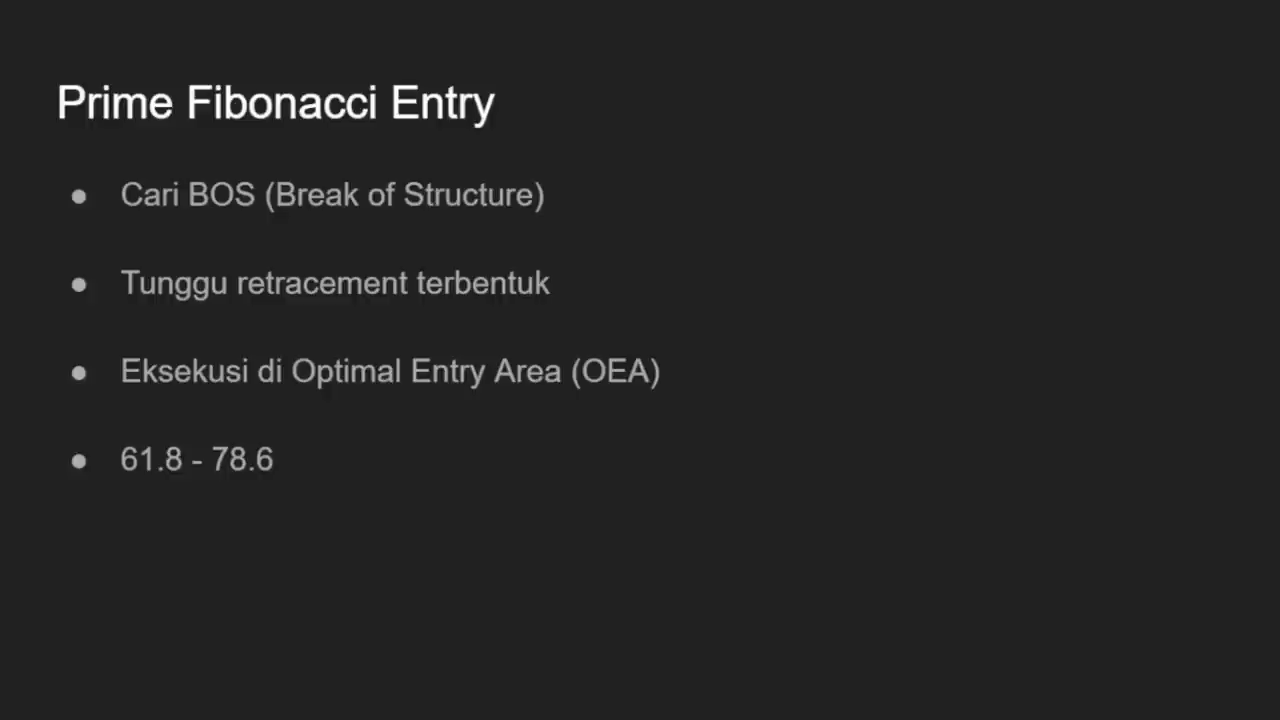 Prime Fibonacci Entry
● Cari BOS (Break of Structure)
● Tunggu retracement terbentuk
● Eksekusi di Optimal Entry Area (OEA)
● 61.8 - 78.6